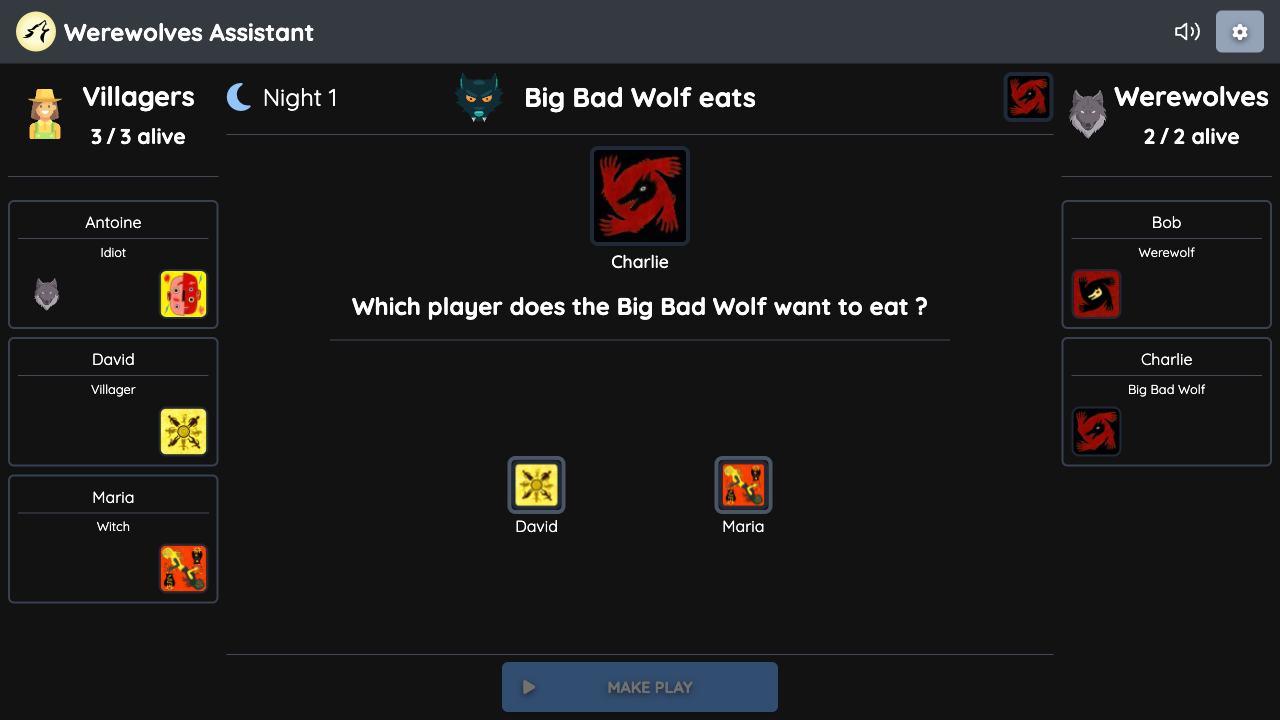 Werewolves Assistant
Villagers
3 / 3 alive
Night 1
Big Bad Wolf eats
Werewolves
2 / 2 alive
Antoine
Idiot
David
Villager
Maria
Witch
Charlie
Which player does the Big Bad Wolf want to eat ?
David
Maria
Bob
Werewolf
Charlie
Big Bad Wolf
MAKE PLAY